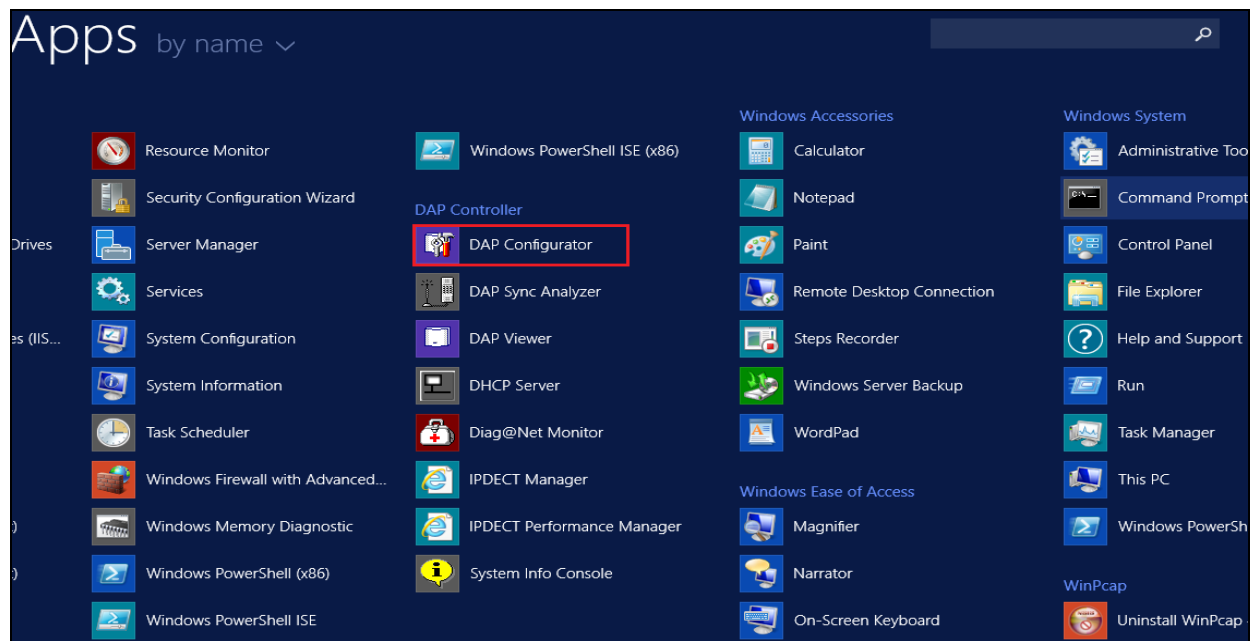 Apps by name
Drives
es (IIS...
)
:)
Resource Monitor
Security Configuration Wizard
Server Manager
Services
System Configuration
System Information
Task Scheduler
Windows Firewall with Advanced...
Windows Memory Diagnostic
Windows PowerShell (x86)
Windows PowerShell ISE
Windows PowerShell ISE (x86)
DAP Controller
DAP Configurator
DAP Sync Analyzer
DAP Viewer
DHCP Server
Diag@Net Monitor
IPDECT Manager
IPDECT Performance Manager
System Info Console
Windows Accessories
Calculator
Notepad
Paint
Remote Desktop Connection
Steps Recorder
Windows Server Backup
WordPad
Windows Ease of Access
Magnifier
Narrator
On-Screen Keyboard
Windows System
Administrative Too
Command Prompt
Control Panel
File Explorer
Help and Support
Run
Task Manager
This PC
Windows PowerSh
WinPcap
Uninstall WinPcap